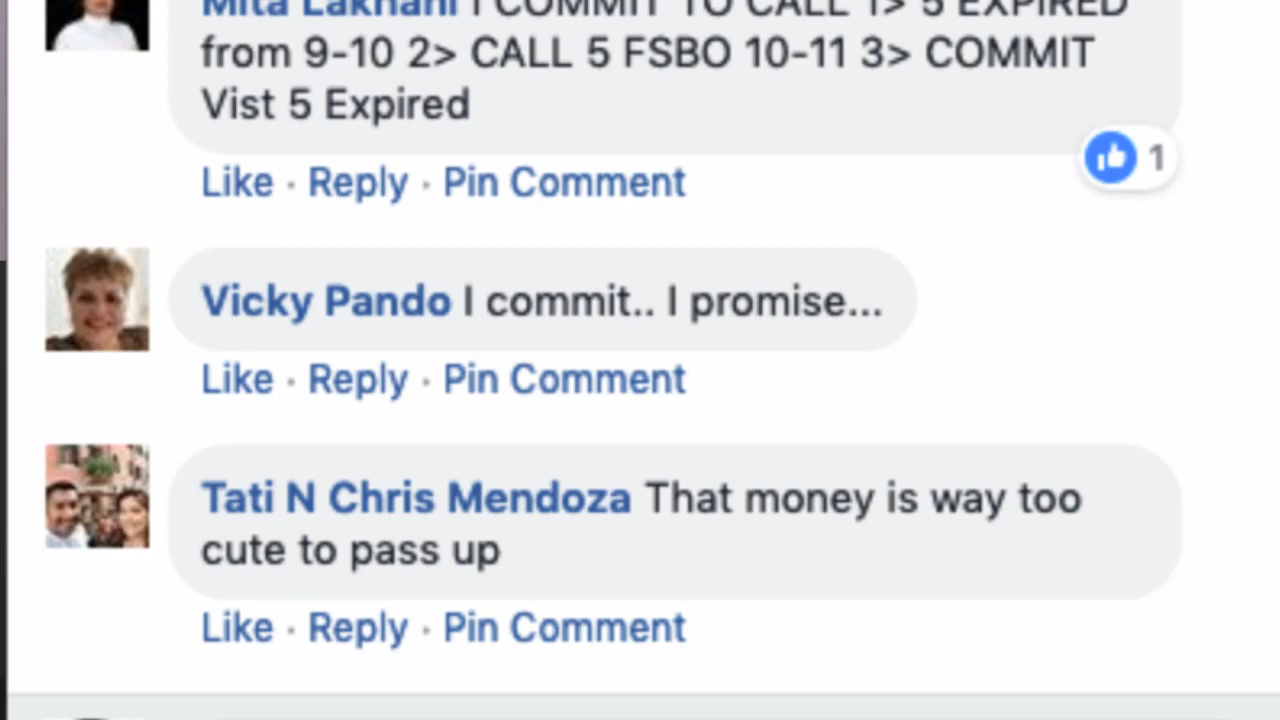 Mita Lakhani I COMMIT TO CALL 1> 5 EXPIRED
from 9-10 2> CALL 5 FSBO 10-11 3> COMMIT
Vist 5 Expired
1
Like · Reply · Pin Comment
Vicky Pando I commit.. I promise...
Like · Reply · Pin Comment
Tati N Chris Mendoza That money is way too
cute to pass up
Like · Reply · Pin Comment